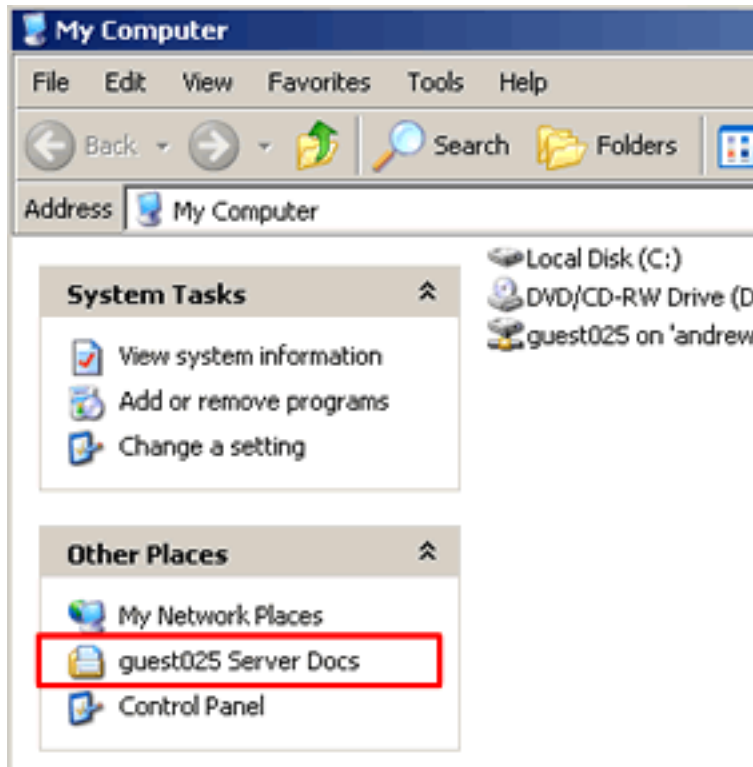 My Computer
File Edit View Favorites Tools Help
Back Search Folders
Address My Computer
Local Disk (C:)
DVD/CD-RW Drive (D
guest025 on 'andrew
System Tasks
View system information
Add or remove programs
Change a setting
Other Places
My Network Places
guest025 Server Docs
Control Panel